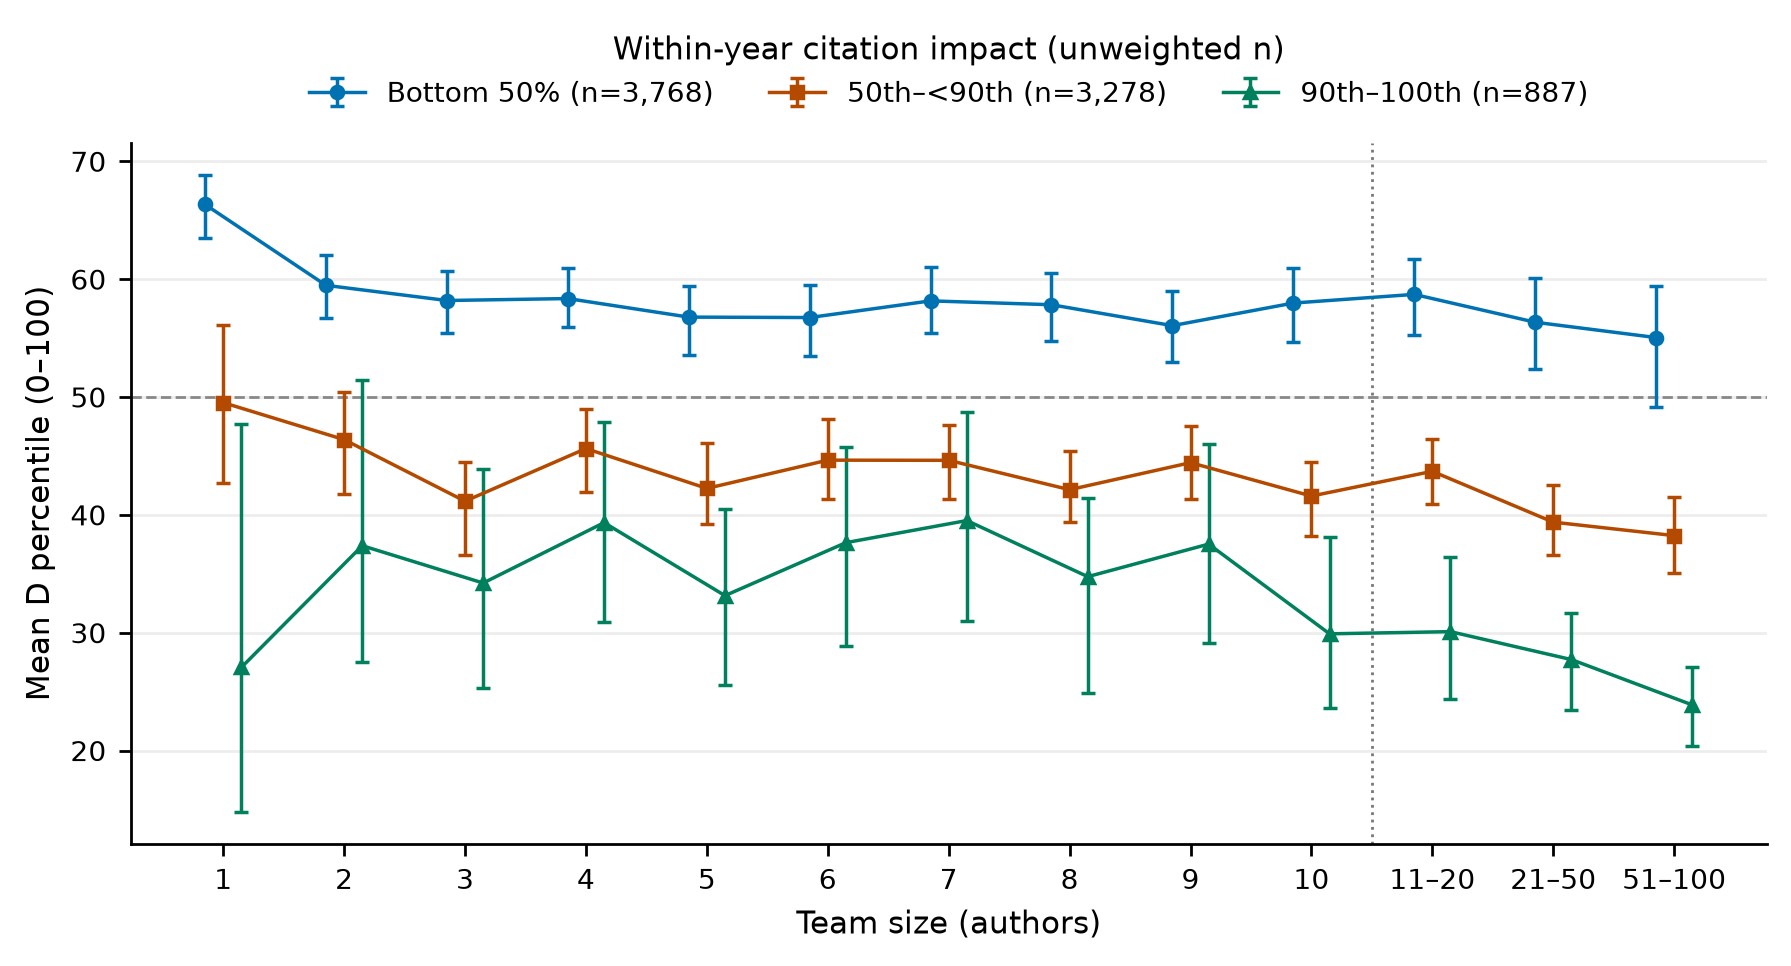 Within-year citation impact (unweighted n)
Bottom 50% (n=3,768) 50th–<90th (n=3,278) 90th–100th (n=887)
Mean D percentile (0–100)
70
60
50
40
30
20
1 2 3 4 5 6 7 8 9 10 11–20 21–50 51–100
Team size (authors)